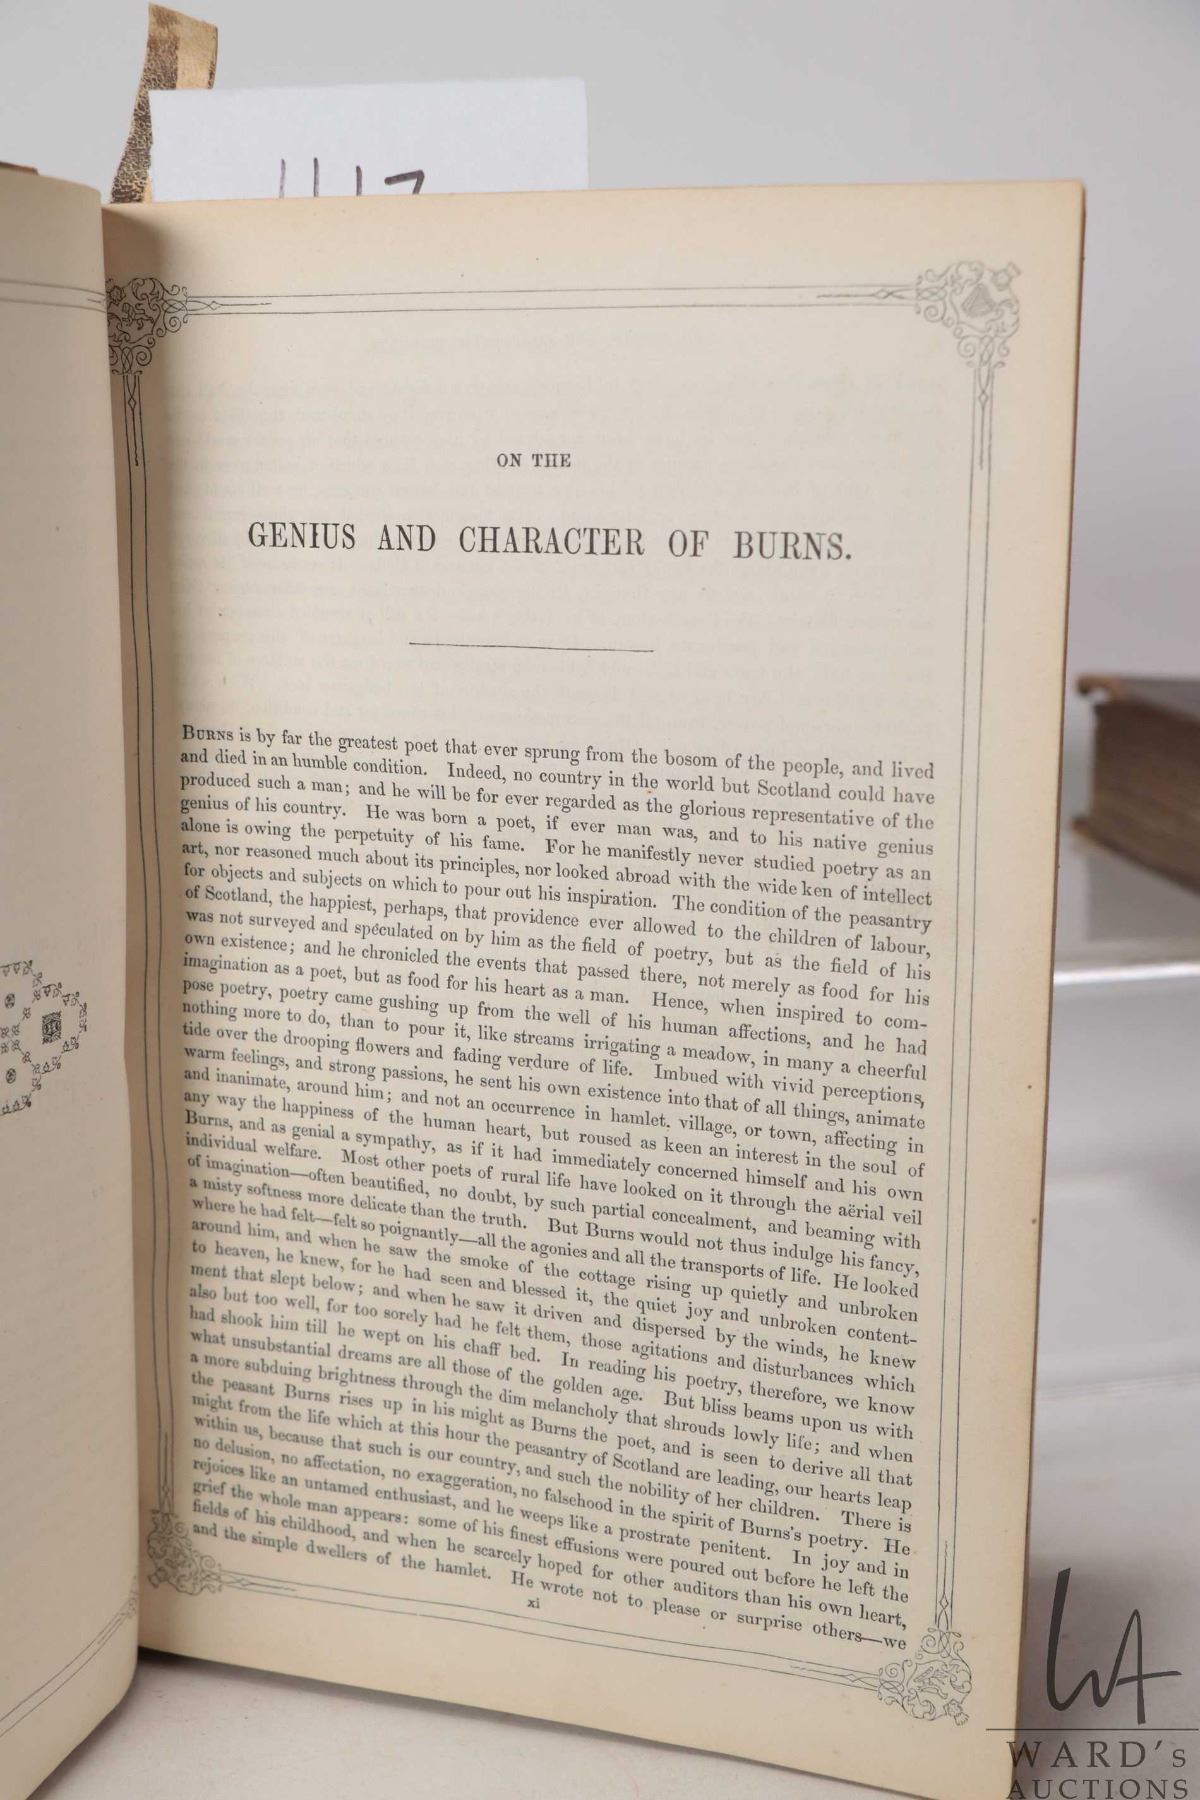 1117
ON THE
GENIUS AND CHARACTER OF BURNS.
BURNS is by far the greatest poet that ever sprung from the bosom of the people, and lived
and died in an humble condition. Indeed, no country in the world but Scotland could have
produced such a man; and he will be for ever regarded as the glorious representative of the
genius of his country. He was born a poet, if ever man was, and to his native genius
alone is owing the perpetuity of his fame. For he manifestly never studied poetry as an
art, nor reasoned much about its principles, nor looked abroad with the wide ken of intellect
for objects and subjects on which to pour out his inspiration. The condition of the peasantry
of Scotland, the happiest, perhaps, that providence ever allowed to the children of labour,
was not surveyed and speculated on by him as the field of poetry, but as the field of his
own existence; and he chronicled the events that passed there, not merely as food for his
imagination as a poet, but as food for his heart as a man. Hence, when inspired to com-
pose poetry, poetry came gushing up from the well of his human affections, and he had
nothing more to do, than to pour it, like streams irrigating a meadow, in many a cheerful
tide over the drooping flowers and fading verdure of life. Imbued with vivid perceptions,
warm feelings, and strong passions, he sent his own existence into that of all things, animate
and inanimate, around him; and not an occurrence in hamlet, village, or town, affecting in
any way the happiness of the human heart, but roused as keen an interest in the soul of
Burns, and as genial a sympathy, as if it had immediately concerned himself and his own
individual welfare. Most other poets of rural life have looked on it through the aërial veil
of imagination—often beautified, no doubt, by such partial concealment, and beaming with
a misty softness more delicate than the truth. But Burns would not thus indulge his fancy,
where he had felt—felt so poignantly—all the agonies and all the transports of life. He looked
around him, and when he saw the smoke of the cottage rising up quietly and unbroken
to heaven, he knew, for he had seen and blessed it, the quiet joy and unbroken content-
ment that slept below; and when he saw it driven and dispersed by the winds, he knew
also but too well, for too sorely had he felt them, those agitations and disturbances which
had shook him till he wept on his chaff bed. In reading his poetry, therefore, we know
what unsubstantial dreams are all those of the golden age. But bliss beams upon us with
a more subduing brightness through the dim melancholy that shrouds lowly life; and when
the peasant Burns rises up in his might as Burns the poet, and is seen to derive all that
might from the life which at this hour the peasantry of Scotland are leading, our hearts leap
within us, because that such is our country, and such the nobility of her children. There is
no delusion, no affectation, no exaggeration, no falsehood in the spirit of Burns's poetry. He
rejoices like an untamed enthusiast, and he weeps like a prostrate penitent. In joy and in
grief the whole man appears: some of his finest effusions were poured out before he left the
fields of his childhood, and when he scarcely hoped for other auditors than his own heart,
and the simple dwellers of the hamlet. He wrote not to please or surprise others—we
xi
WA
WARD'S
AUCTIONS